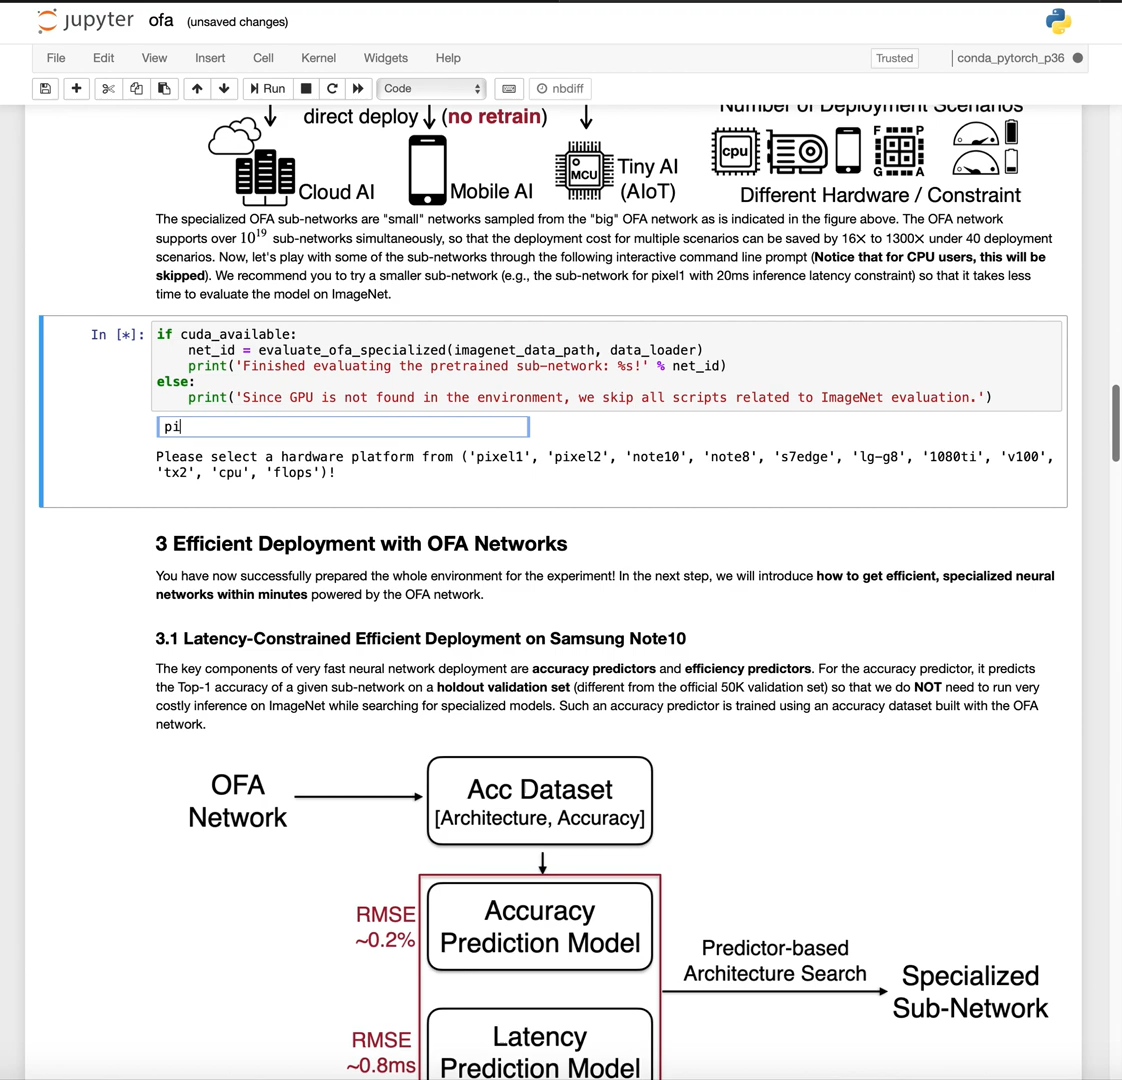 jupyter ofa (unsaved changes)
File Edit View Insert Cell Kernel Widgets Help Trusted conda_pytorch_p36
Run Code nbdiff
direct deploy (no retrain)
Number of Deployment Scenarios
cpu F P G A
MCU
Cloud AI
Mobile AI
Tiny AI
(AIoT)
Different Hardware / Constraint
The specialized OFA sub-networks are "small" networks sampled from the "big" OFA network as is indicated in the figure above. The OFA network
supports over 10^19 sub-networks simultaneously, so that the deployment cost for multiple scenarios can be saved by 16X to 1300X under 40 deployment
scenarios. Now, let's play with some of the sub-networks through the following interactive command line prompt (Notice that for CPU users, this will be
skipped). We recommend you to try a smaller sub-network (e.g., the sub-network for pixel1 with 20ms inference latency constraint) so that it takes less
time to evaluate the model on ImageNet.
In [*]: if cuda_available:
net_id = evaluate_ofa_specialized(imagenet_data_path, data_loader)
print('Finished evaluating the pretrained sub-network: %s!' % net_id)
else:
print('Since GPU is not found in the environment, we skip all scripts related to ImageNet evaluation.')
pi
Please select a hardware platform from ('pixel1', 'pixel2', 'note10', 'note8', 's7edge', 'lg-g8', '1080ti', 'v100',
'tx2', 'cpu', 'flops')!
3 Efficient Deployment with OFA Networks
You have now successfully prepared the whole environment for the experiment! In the next step, we will introduce how to get efficient, specialized neural
networks within minutes powered by the OFA network.
3.1 Latency-Constrained Efficient Deployment on Samsung Note10
The key components of very fast neural network deployment are accuracy predictors and efficiency predictors. For the accuracy predictor, it predicts
the Top-1 accuracy of a given sub-network on a holdout validation set (different from the official 50K validation set) so that we do NOT need to run very
costly inference on ImageNet while searching for specialized models. Such an accuracy predictor is trained using an accuracy dataset built with the OFA
network.
OFA
Network
Acc Dataset
[Architecture, Accuracy]
RMSE
~0.2%
Accuracy
Prediction Model
Predictor-based
Architecture Search
Specialized
Sub-Network
RMSE
~0.8ms
Latency
Prediction Model